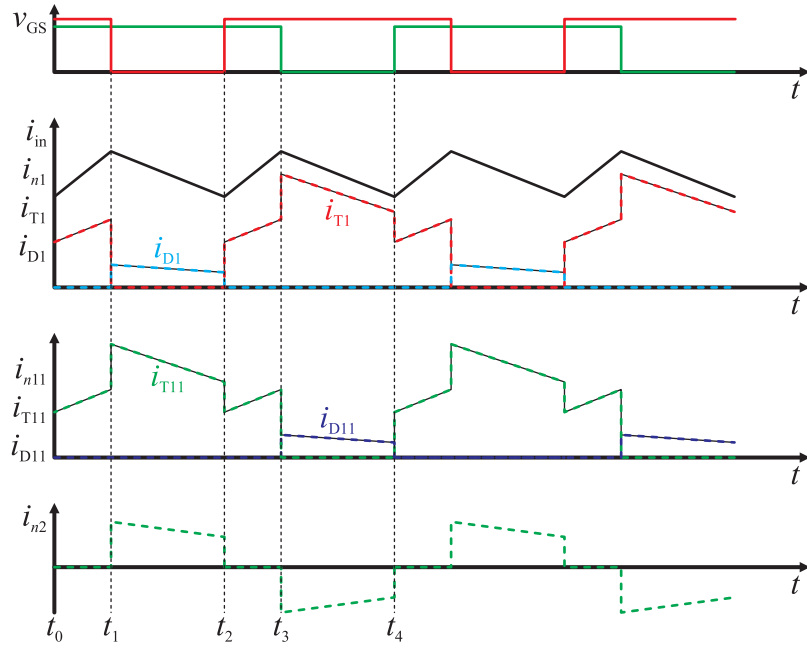 vGS
t
iin
in1
iT1
iD1
iD1
iT1
t
in11
iT11
iD11
iT11
iD11
t
in2
t
t0 t1 t2 t3 t4